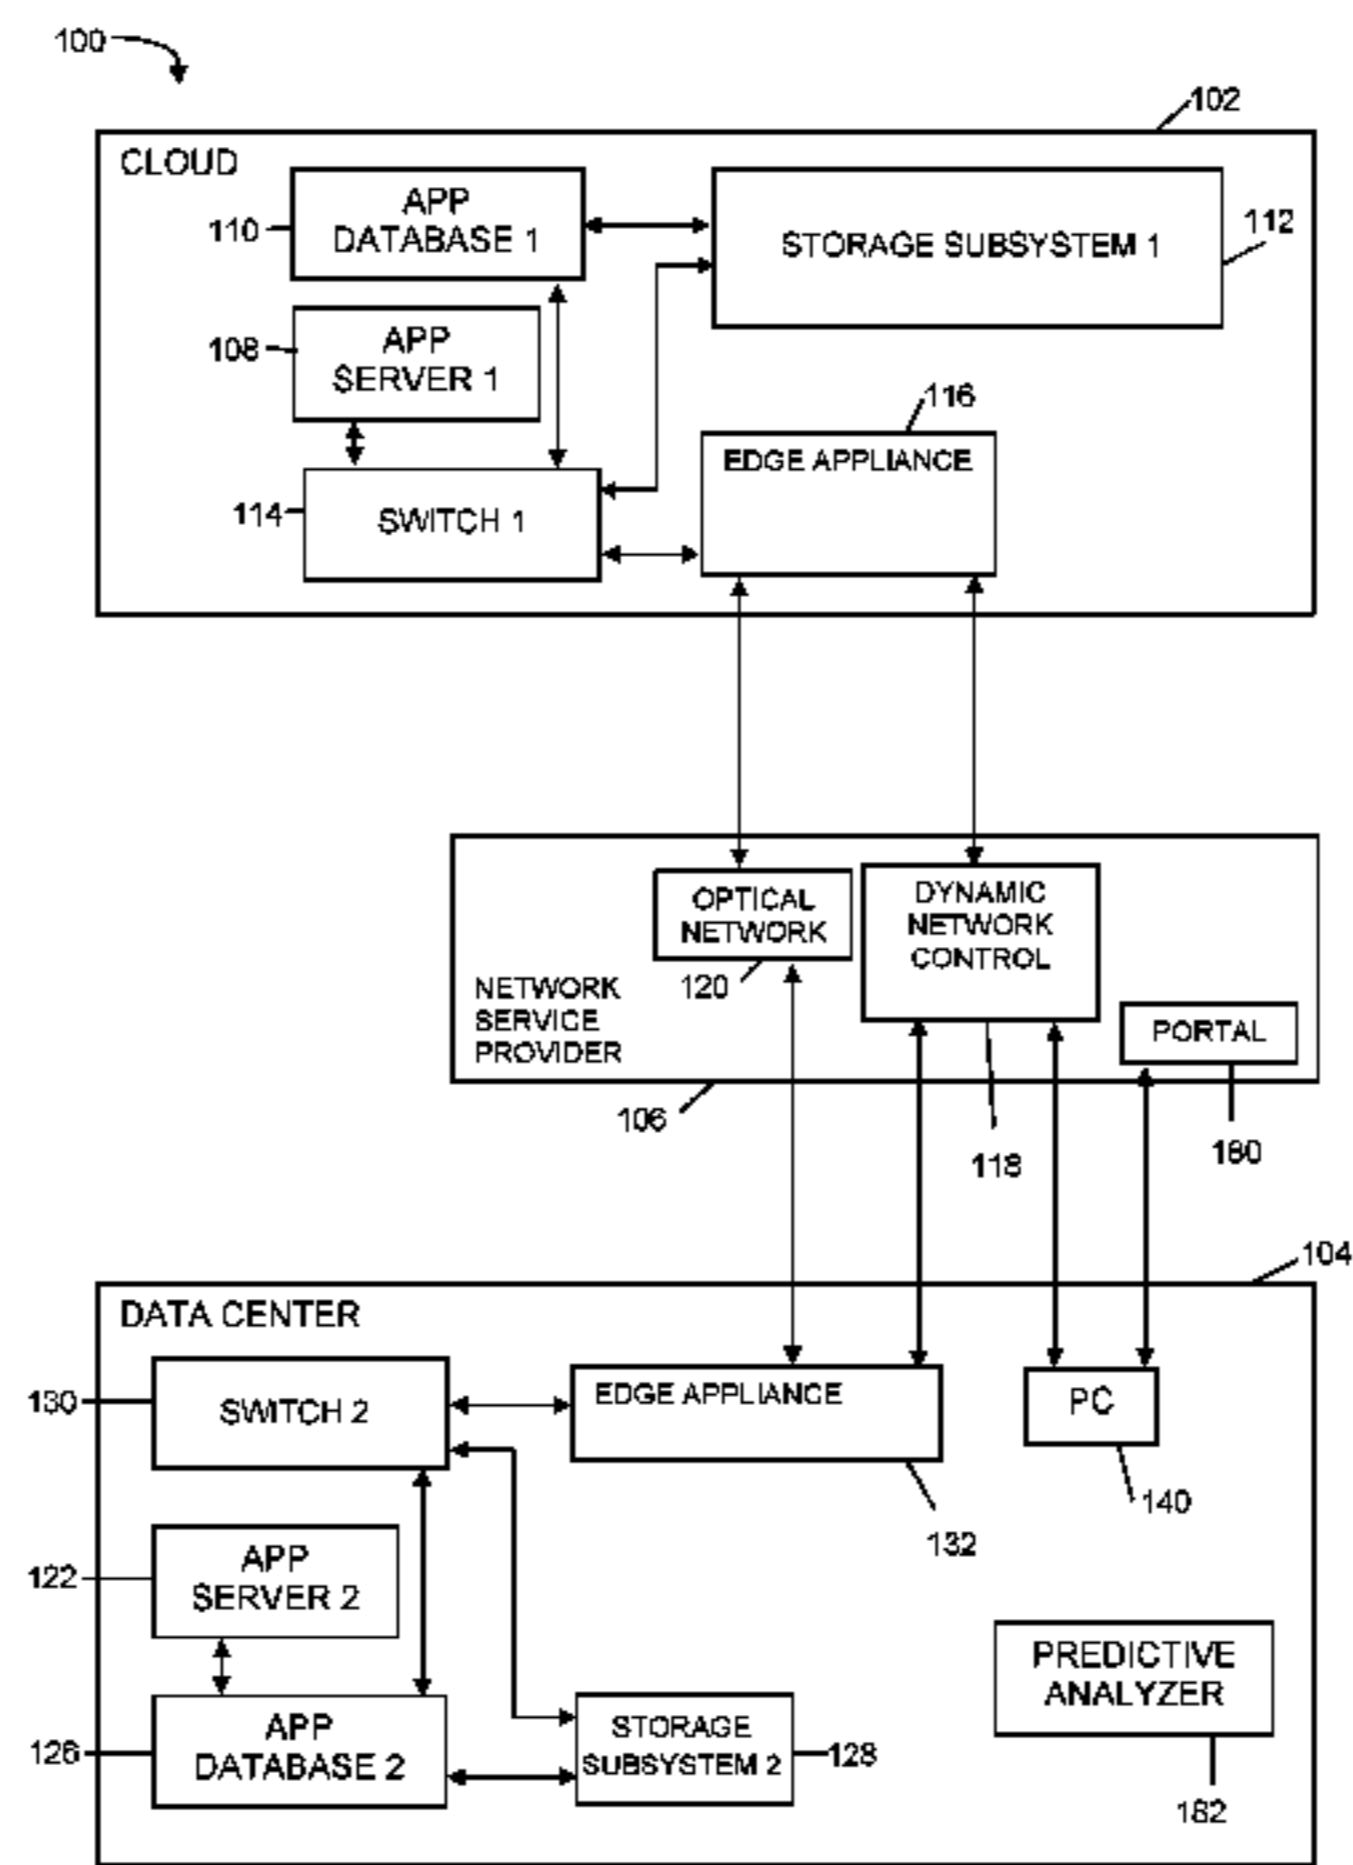 100
102
CLOUD
APP
DATABASE 1
110
STORAGE SUBSYSTEM 1
112
APP
SERVER 1
108
116
EDGE APPLIANCE
SWITCH 1
114
OPTICAL
NETWORK
120
DYNAMIC
NETWORK
CONTROL
NETWORK
SERVICE
PROVIDER
PORTAL
106
118
160
104
DATA CENTER
130
SWITCH 2
EDGE APPLIANCE
PC
140
132
122
APP
SERVER 2
PREDICTIVE
ANALYZER
126
APP
DATABASE 2
STORAGE
SUBSYSTEM 2
128
162